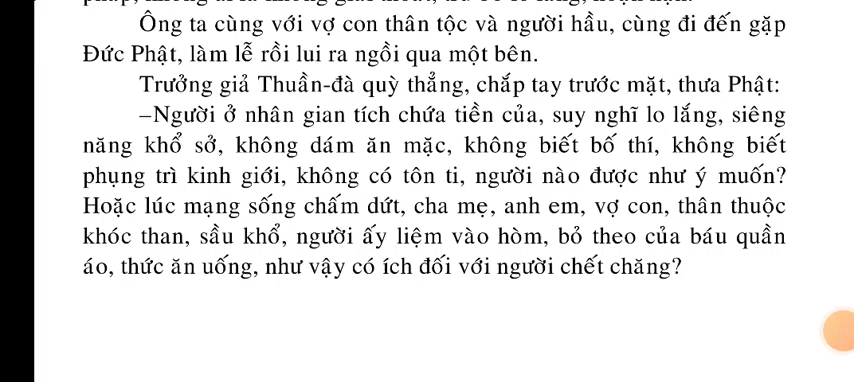 Ông ta cùng với vợ con thân tộc và người hầu, cùng đi đến gặp
Đức Phật, làm lễ rồi lui ra ngồi qua một bên.
Trưởng giả Thuần-đà quỳ thẳng, chắp tay trước mặt, thưa Phật:
–Người ở nhân gian tích chứa tiền của, suy nghĩ lo lắng, siêng
năng khổ sở, không dám ăn mặc, không biết bố thí, không biết
phụng trì kinh giới, không có tôn ti, người nào được như ý muốn?
Hoặc lúc mạng sống chấm dứt, cha mẹ, anh em, vợ con, thân thuộc
khóc than, sầu khổ, người ấy liệm vào hòm, bỏ theo của báu quần
áo, thức ăn uống, như vậy có ích đối với người chết chăng?